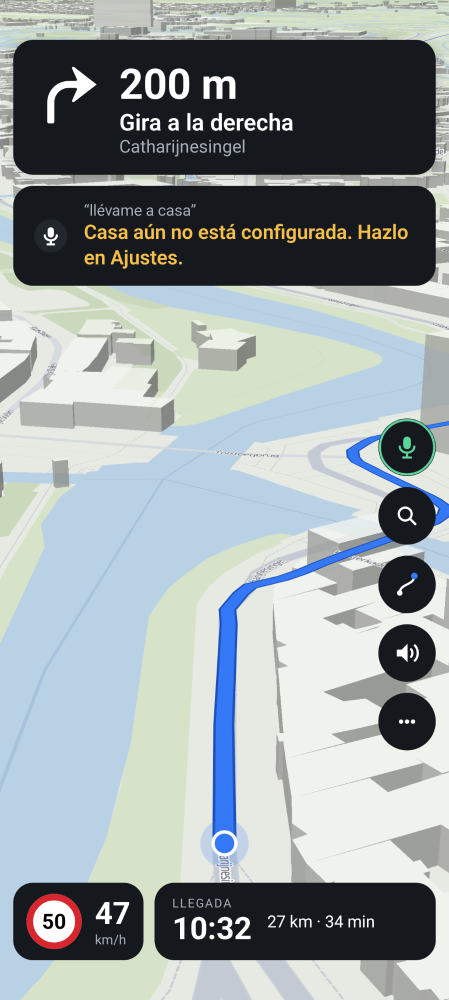 200 m
Gira a la derecha
Catharijnesingel
“llévame a casa”
Casa aún no está configurada. Hazlo
en Ajustes.
50
47
km/h
LLEGADA
10:32
27 km · 34 min